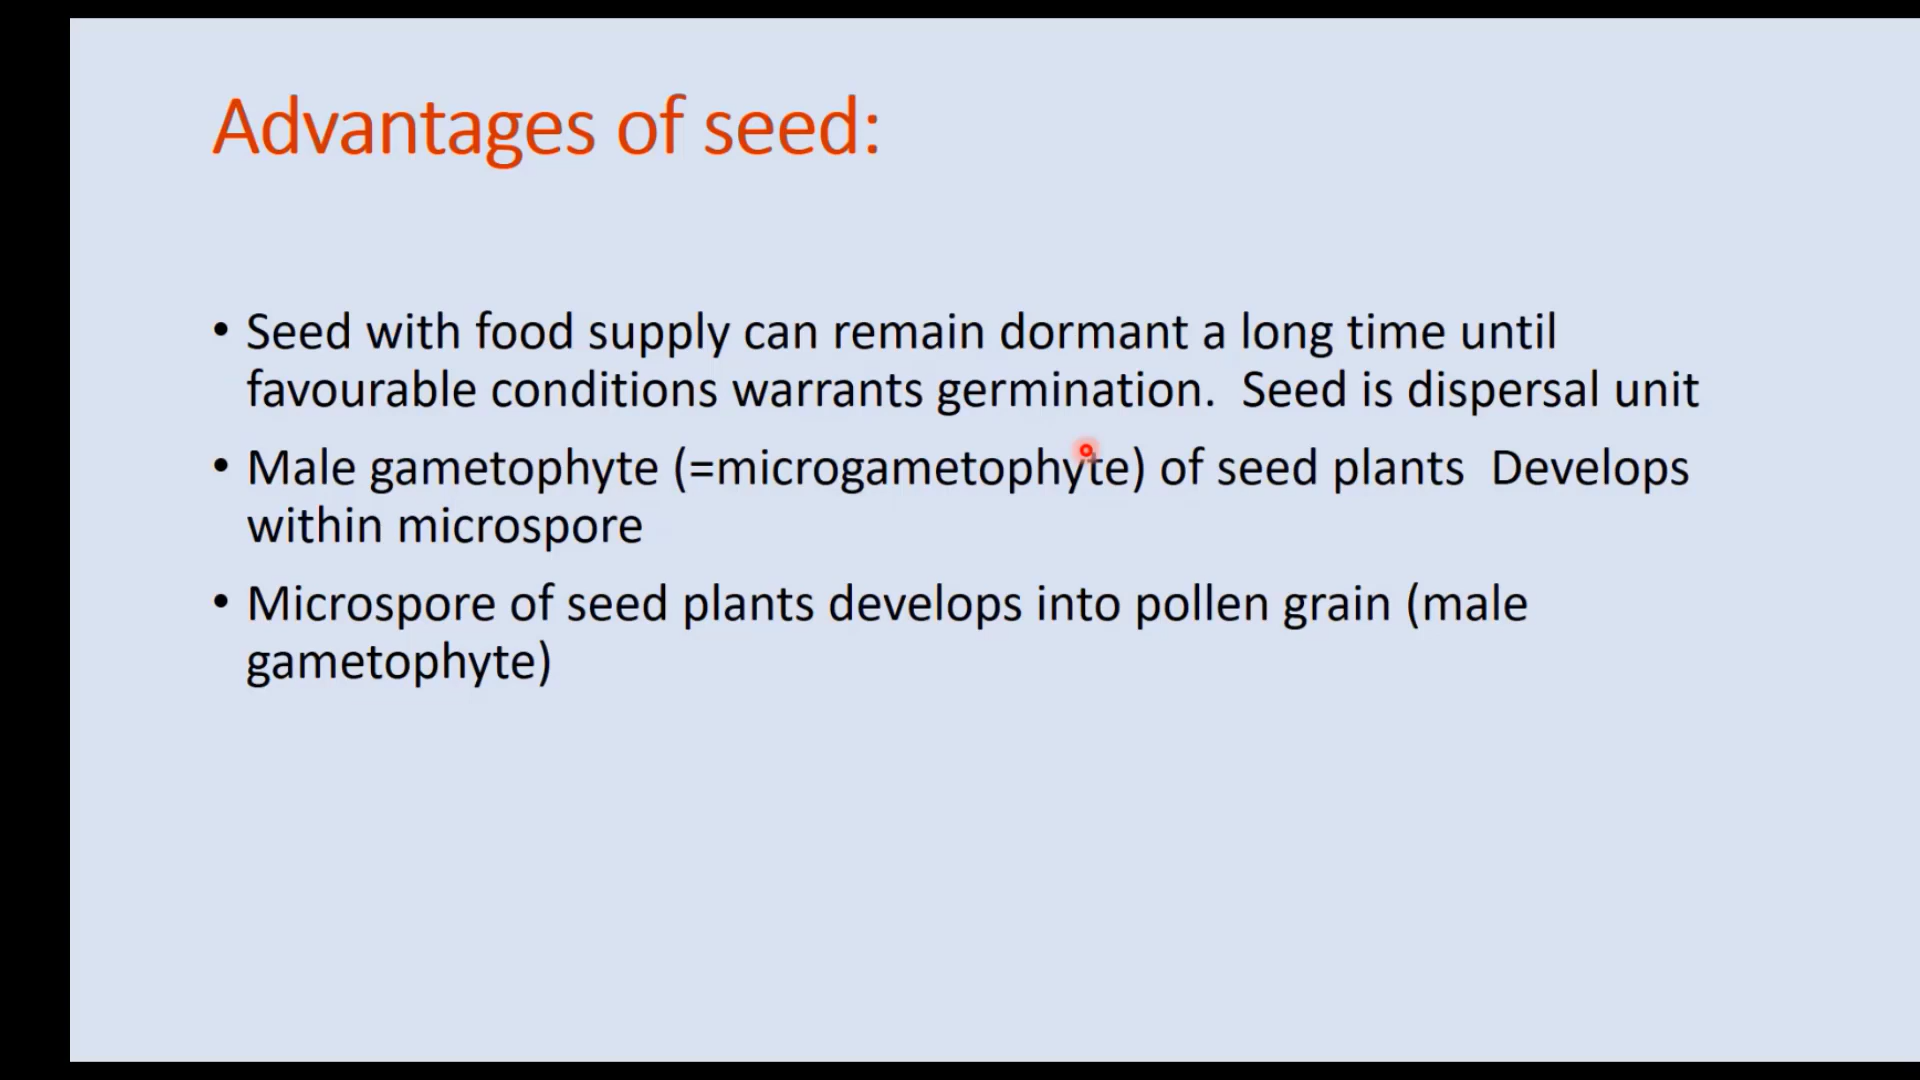 Advantages of seed:
• Seed with food supply can remain dormant a long time until
favourable conditions warrants germination.  Seed is dispersal unit
• Male gametophyte (=microgametophyte) of seed plants  Develops
within microspore
• Microspore of seed plants develops into pollen grain (male
gametophyte)